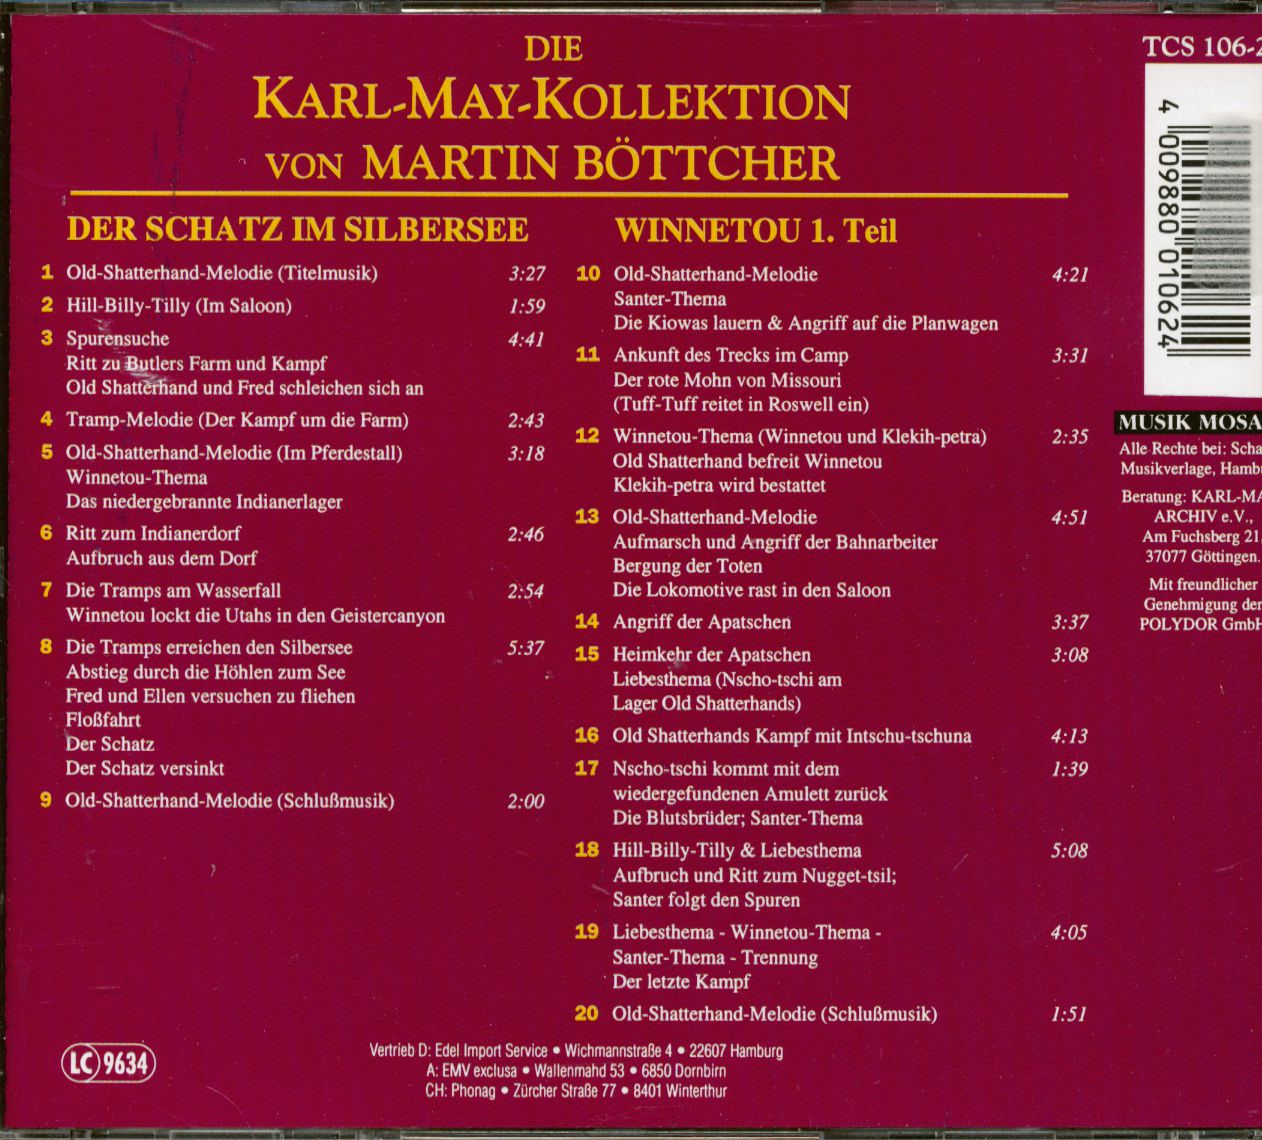 DIE
KARL-MAY-KOLLEKTION
VON MARTIN BÖTTCHER
DER SCHATZ IM SILBERSEE
1 Old-Shatterhand-Melodie (Titelmusik) 3:27
2 Hill-Billy-Tilly (Im Saloon) 1:59
3 Spurensuche 4:41
Ritt zu Butlers Farm und Kampf
Old Shatterhand und Fred schleichen sich an
4 Tramp-Melodie (Der Kampf um die Farm) 2:43
5 Old-Shatterhand-Melodie (Im Pferdestall) 3:18
Winnetou-Thema
Das niedergebrannte Indianerlager
6 Ritt zum Indianerdorf 2:46
Aufbruch aus dem Dorf
7 Die Tramps am Wasserfall 2:54
Winnetou lockt die Utahs in den Geistercanyon
8 Die Tramps erreichen den Silbersee 5:37
Abstieg durch die Höhlen zum See
Fred und Ellen versuchen zu fliehen
Floßfahrt
Der Schatz
Der Schatz versinkt
9 Old-Shatterhand-Melodie (Schlußmusik) 2:00
WINNETOU 1. Teil
10 Old-Shatterhand-Melodie 4:21
Santer-Thema
Die Kiowas lauern & Angriff auf die Planwagen
11 Ankunft des Trecks im Camp 3:31
Der rote Mohn von Missouri
(Tuff-Tuff reitet in Roswell ein)
12 Winnetou-Thema (Winnetou und Klekih-petra) 2:35
Old Shatterhand befreit Winnetou
Klekih-petra wird bestattet
13 Old-Shatterhand-Melodie 4:51
Aufmarsch und Angriff der Bahnarbeiter
Bergung der Toten
Die Lokomotive rast in den Saloon
14 Angriff der Apatschen 3:37
15 Heimkehr der Apatschen 3:08
Liebesthema (Nscho-tschi am
Lager Old Shatterhands)
16 Old Shatterhands Kampf mit Intschu-tschuna 4:13
17 Nscho-tschi kommt mit dem 1:39
wiedergefundenen Amulett zurück
Die Blutsbrüder; Santer-Thema
18 Hill-Billy-Tilly & Liebesthema 5:08
Aufbruch und Ritt zum Nugget-tsil;
Santer folgt den Spuren
19 Liebesthema - Winnetou-Thema - 4:05
Santer-Thema - Trennung
Der letzte Kampf
20 Old-Shatterhand-Melodie (Schlußmusik) 1:51
TCS 106-2
4 009880 010624
MUSIK MOSA
Alle Rechte bei: Scha
Musikverlage, Hambu
Beratung: KARL-MA
ARCHIV e.V.,
Am Fuchsberg 21,
37077 Göttingen.
Mit freundlicher
Genehmigung der
POLYDOR GmbH
LC 9634
Vertrieb D: Edel Import Service • Wichmannstraße 4 • 22607 Hamburg
A: EMV exclusa • Wallenmahd 53 • 6850 Dornbirn
CH: Phonag • Zürcher Straße 77 • 8401 Winterthur